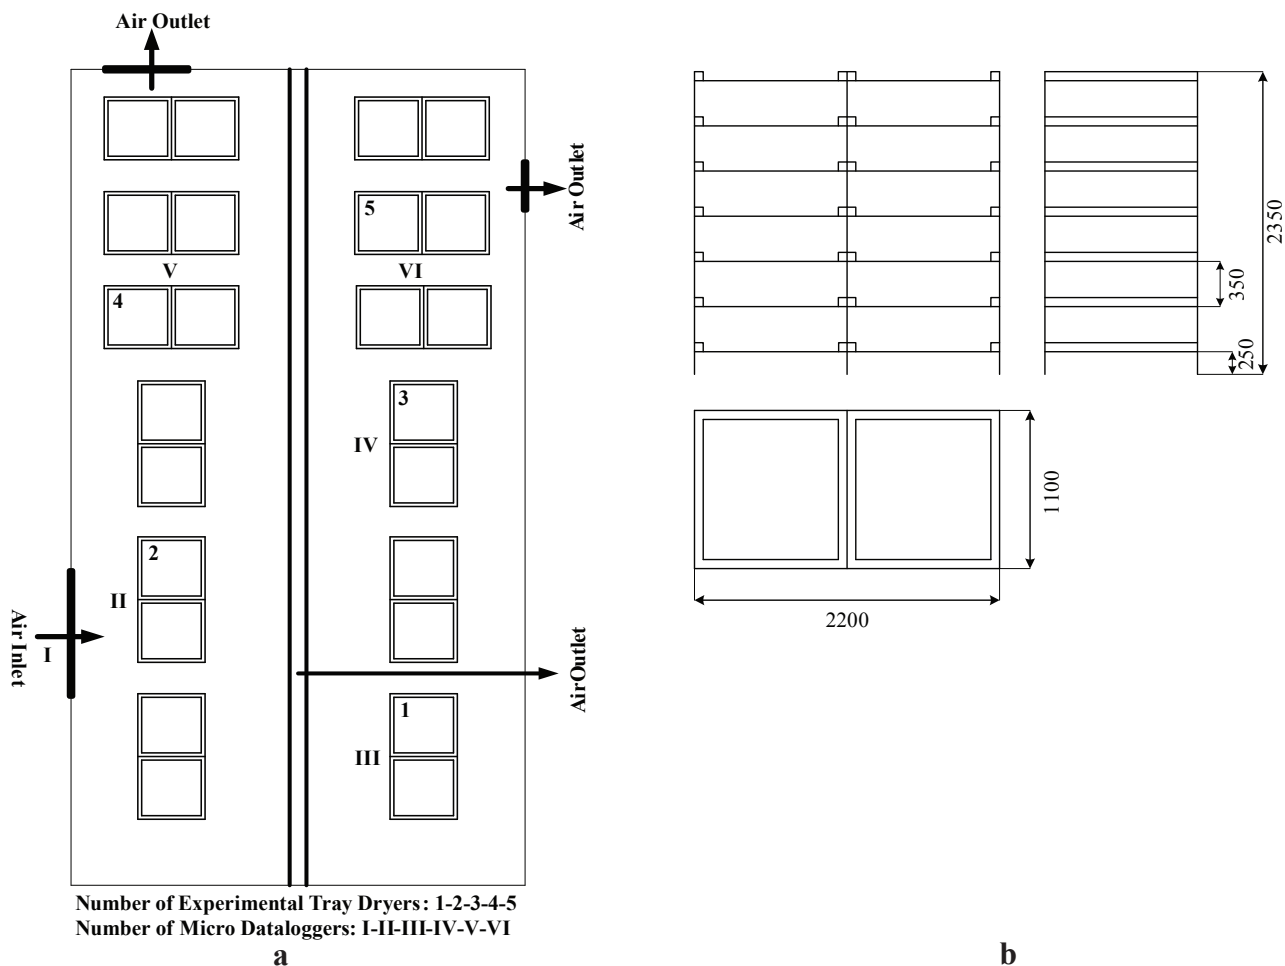 Air Outlet
5
Air Outlet
V
VI
4
3
IV
2
II
Air Inlet
I
AirOutlet
1
III
Number of Experimental Tray Dryers: 1-2-3-4-5
Number of Micro Dataloggers: I-II-III-IV-V-VI
a
2350
350
250
1100
2200
b